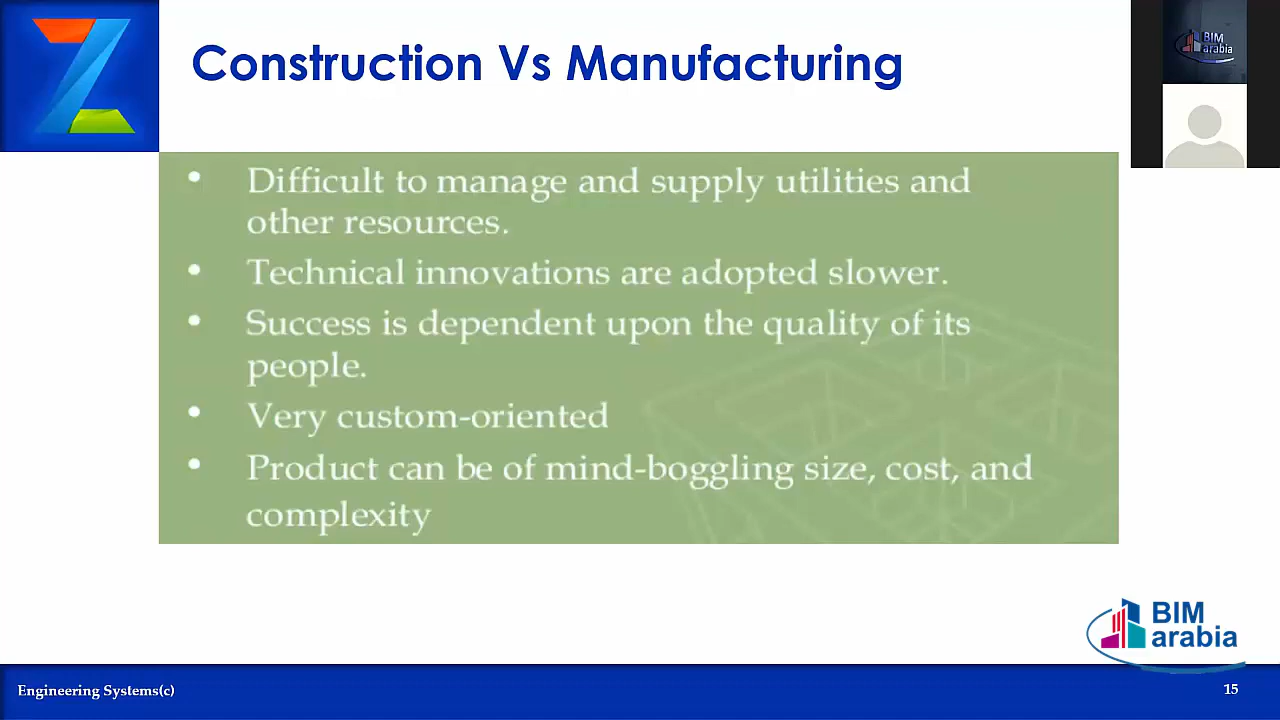 Construction Vs Manufacturing
BIM
arabia
• Difficult to manage and supply utilities and
other resources.
• Technical innovations are adopted slower.
• Success is dependent upon the quality of its
people.
• Very custom-oriented
• Product can be of mind-boggling size, cost, and
complexity
BIM
arabia
Engineering Systems(c)
15